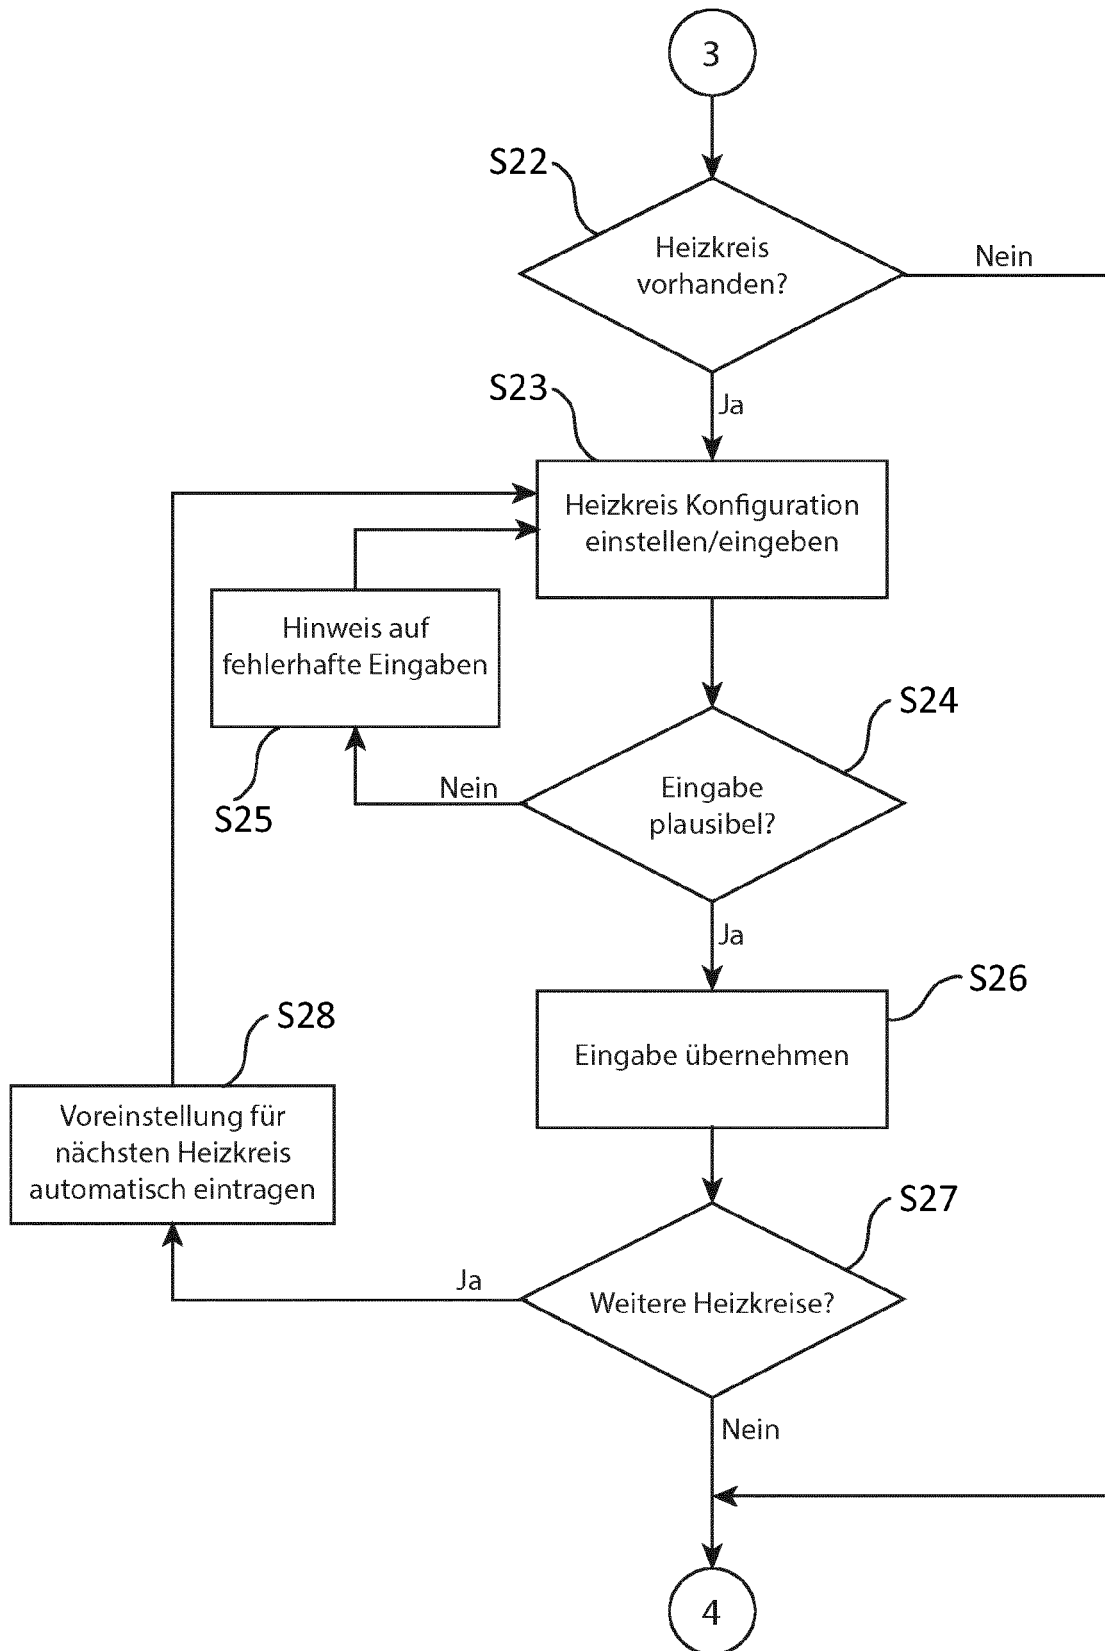 3
S22
Heizkreis
vorhanden?
Nein
S23
Ja
Heizkreis Konfiguration
einstellen/eingeben
Hinweis auf
fehlerhafte Eingaben
S24
Nein
Eingabe
plausibel?
S25
Ja
S26
S28
Eingabe übernehmen
Voreinstellung für
nächsten Heizkreis
automatisch eintragen
S27
Ja
Weitere Heizkreise?
Nein
4